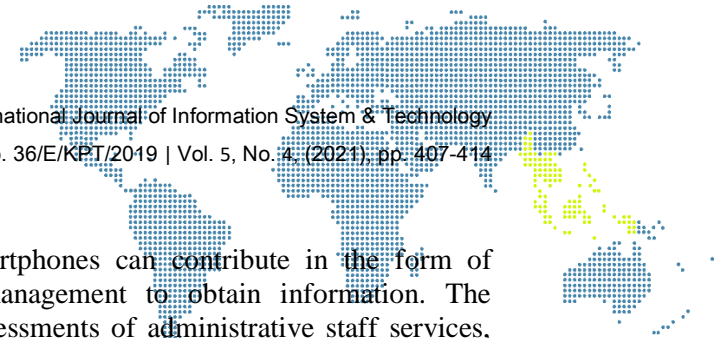 national Journal of Information System & Technology
. 36/E/KPT/2019 | Vol. 5, No. 4, (2021), pp. 407-414
rtphones can contribute in the form of
anagement to obtain information. The
essments of administrative staff services,